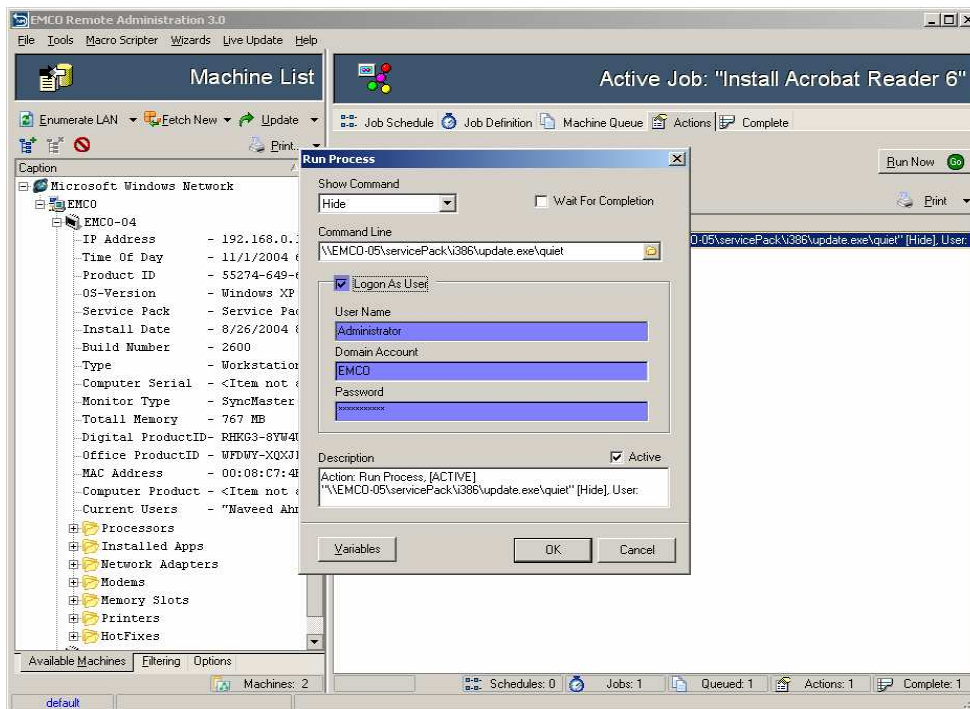 EMCO Remote Administration 3.0
File Tools Macro Scripter Wizards Live Update Help
Machine List
Active Job: "Install Acrobat Reader 6"
Enumerate LAN Fetch New Update
Print..
Job Schedule Job Definition Machine Queue Actions Complete
Run Now Go
Print
Caption
Microsoft Windows Network
EMCO
EMCO-04
IP Address - 192.168.0.
Time Of Day - 11/1/2004
Product ID - 55274-649-
OS-Version - Windows XP
Service Pack - Service Pac
Install Date - 8/26/2004
Build Number - 2600
Type - Workstation
Computer Serial - <Item not
Monitor Type - SyncMaster
Totall Memory - 767 MB
Digital ProductID- RHKG3-8YW4
Office ProductID - WFDWY-XQXJ
MAC Address - 00:08:C7:4
Computer Product - <Item not
Current Users - "Naveed Ah
Processors
Installed Apps
Network Adapters
Modems
Memory Slots
Printers
HotFixes
Available Machines Filtering Options
Machines: 2
default
0-05\servicePack\i386\update.exe\quiet" [Hide], User:
Run Process
Show Command
Hide
Wait For Completion
Command Line
\\EMCO-05\servicePack\i386\update.exe\quiet
Logon As User
User Name
Administrator
Domain Account
EMCO
Password
xxxxxxxxxxx
Description
Active
Action: Run Process, [ACTIVE]
"\\EMCO-05\servicePack\i386\update.exe\quiet" [Hide], User:
Variables OK Cancel
Schedules: 0 Jobs: 1 Queued: 1 Actions: 1 Complete: 1